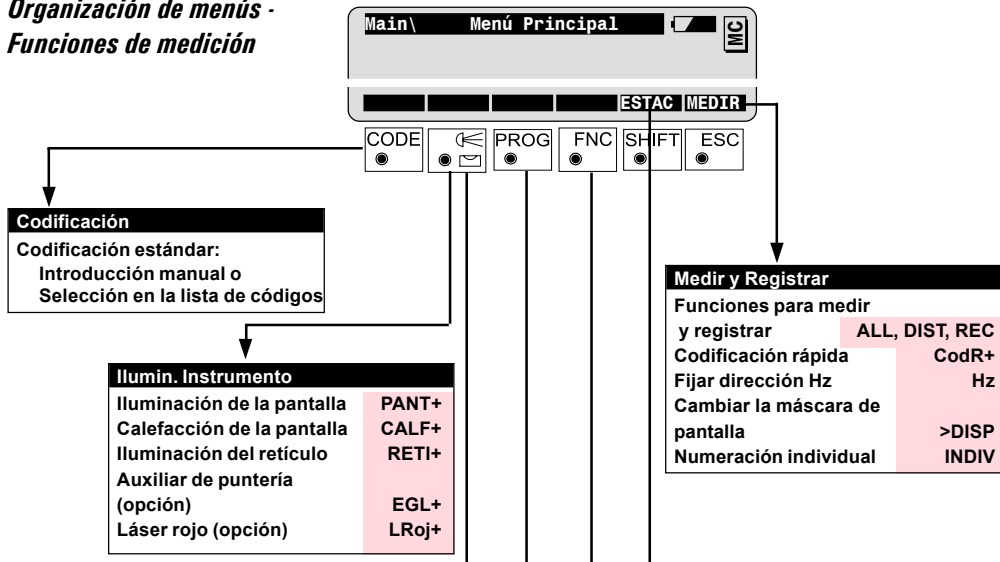 Organización de menús -
Funciones de medición
Main\ Menú Principal
MC
ESTAC MEDIR
CODE PROG FNC SHIFT ESC
Codificación
Codificación estándar:
Introducción manual o
Selección en la lista de códigos
Ilumin. Instrumento
Iluminación de la pantalla PANT+
Calefacción de la pantalla CALF+
Iluminación del retículo RETI+
Auxiliar de puntería
(opción) EGL+
Láser rojo (opción) LRoj+
Medir y Registrar
Funciones para medir
y registrar ALL, DIST, REC
Codificación rápida CodR+
Fijar dirección Hz Hz
Cambiar la máscara de
pantalla >DISP
Numeración individual INDIV